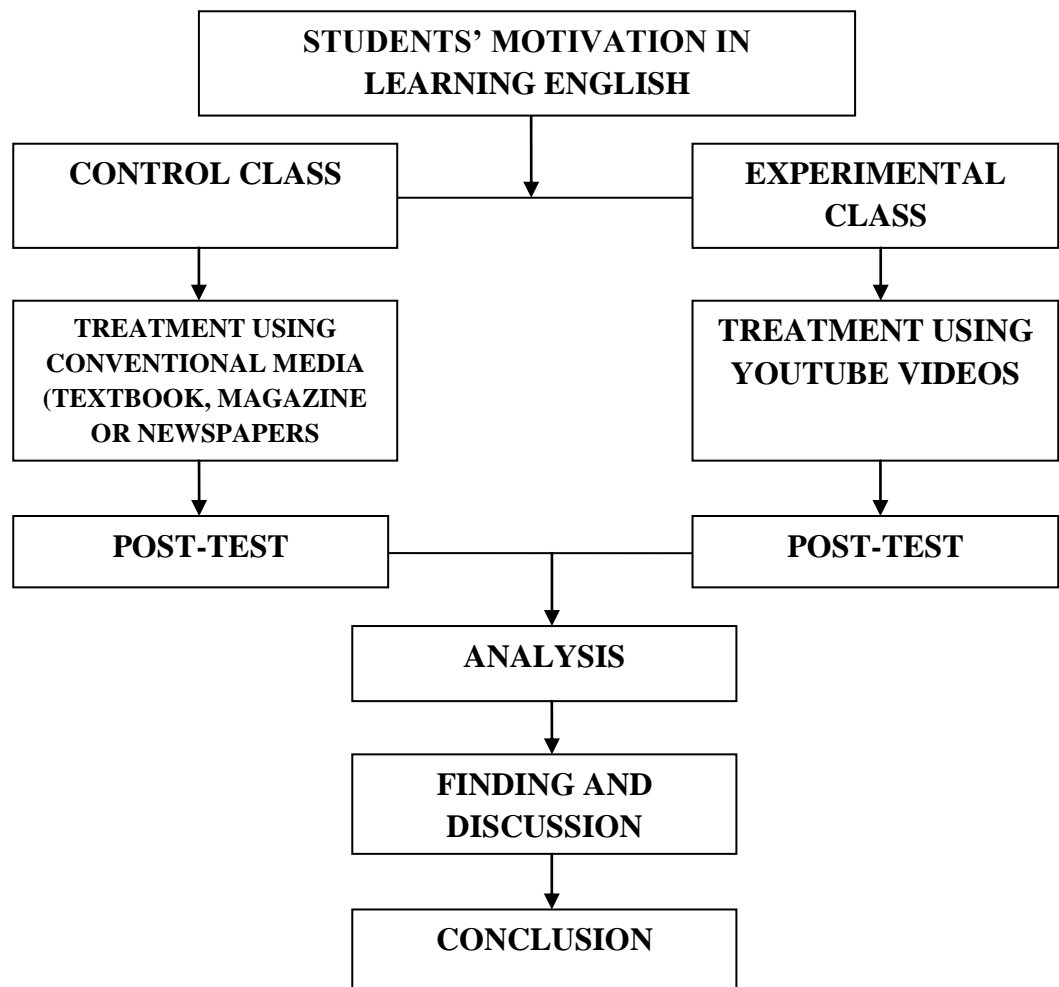 STUDENTS’ MOTIVATION IN
LEARNING ENGLISH
CONTROL CLASS
EXPERIMENTAL
CLASS
TREATMENT USING
CONVENTIONAL MEDIA
(TEXTBOOK, MAGAZINE
OR NEWSPAPERS
TREATMENT USING
YOUTUBE VIDEOS
POST-TEST
POST-TEST
ANALYSIS
FINDING AND
DISCUSSION
CONCLUSION